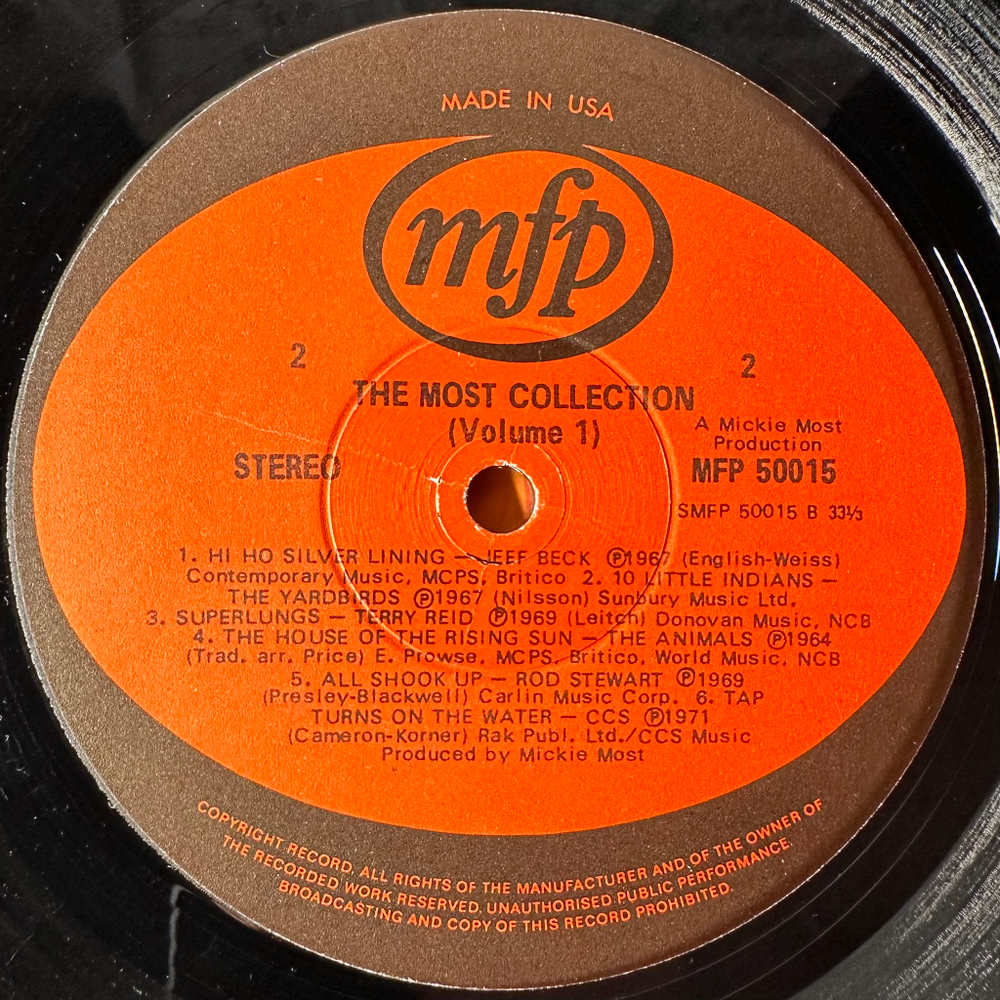 MADE IN USA
mfp
2 2
THE MOST COLLECTION
(Volume 1)
A Mickie Most
Production
STEREO MFP 50015
SMFP 50015 B 33⅓
1. HI HO SILVER LINING — JEFF BECK Ⓟ1967 (English-Weiss)
Contemporary Music, MCPS, Britico 2. 10 LITTLE INDIANS —
THE YARDBIRDS Ⓟ1967 (Nilsson) Sunbury Music Ltd.
3. SUPERLUNGS — TERRY REID Ⓟ1969 (Leitch) Donovan Music, NCB
4. THE HOUSE OF THE RISING SUN — THE ANIMALS Ⓟ1964
(Trad. arr. Price) E. Prowse, MCPS, Britico, World Music, NCB
5. ALL SHOOK UP — ROD STEWART Ⓟ1969
(Presley-Blackwell) Carlin Music Corp. 6. TAP
TURNS ON THE WATER — CCS Ⓟ1971
(Cameron-Korner) Rak Publ. Ltd./CCS Music
Produced by Mickie Most
COPYRIGHT RECORD. ALL RIGHTS OF THE MANUFACTURER AND OF THE OWNER OF
THE RECORDED WORK RESERVED. UNAUTHORISED PUBLIC PERFORMANCE
BROADCASTING AND COPY OF THIS RECORD PROHIBITED.